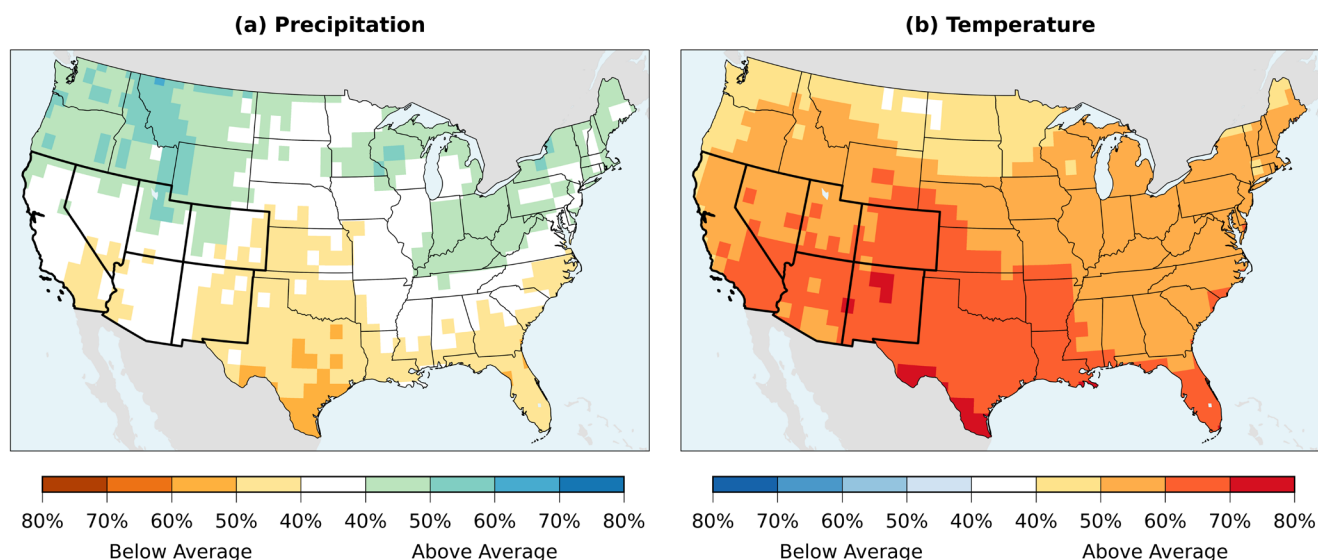 (a) Precipitation
(b) Temperature
80% 70% 60% 50% 40% 40% 50% 60% 70% 80%
80% 70% 60% 50% 40% 40% 50% 60% 70% 80%
Below Average Above Average
Below Average Above Average